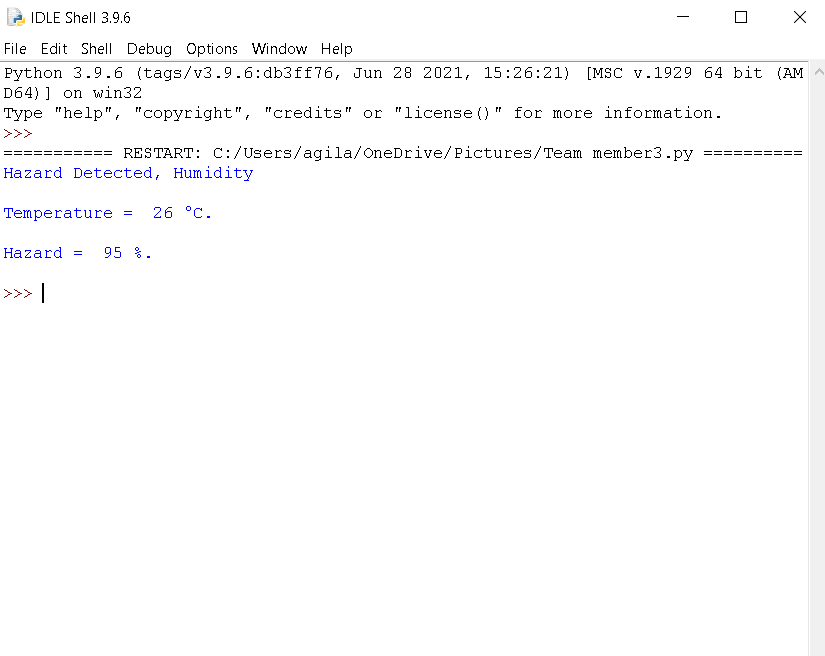 IDLE Shell 3.9.6
File Edit Shell Debug Options Window Help
Python 3.9.6 (tags/v3.9.6:db3ff76, Jun 28 2021, 15:26:21) [MSC v.1929 64 bit (AM
D64)] on win32
Type "help", "copyright", "credits" or "license()" for more information.
>>>
=========== RESTART: C:/Users/agila/OneDrive/Pictures/Team member3.py ==========
Hazard Detected, Humidity
Temperature =  26 °C.
Hazard =  95 %.
>>>